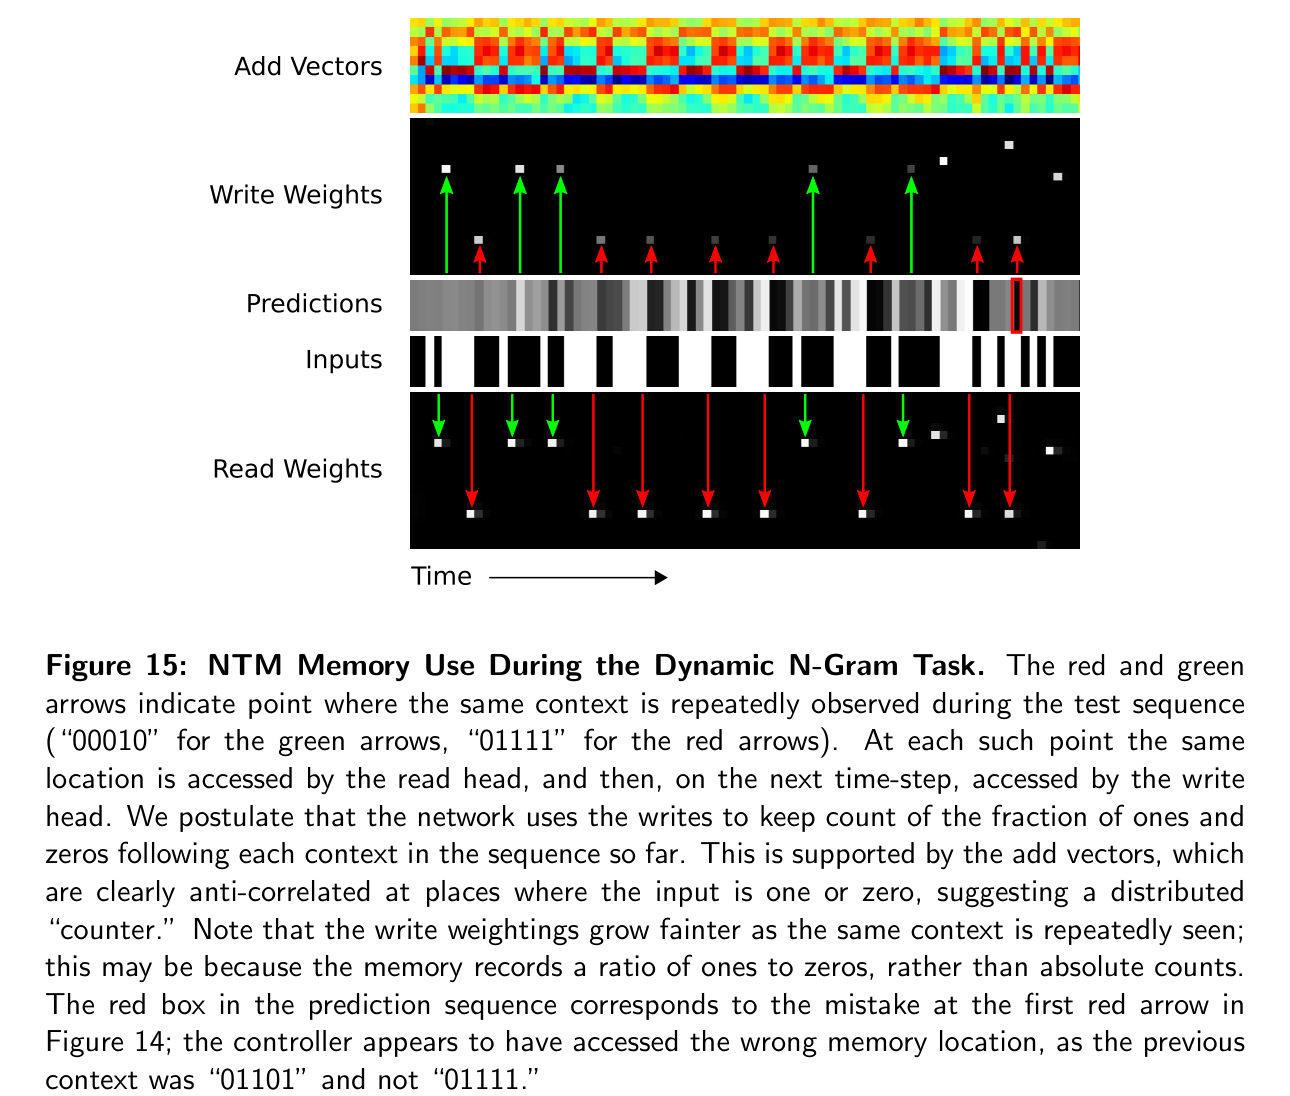 Add Vectors
Write Weights
Predictions
Inputs
Read Weights
Time
Figure 15: NTM Memory Use During the Dynamic N-Gram Task. The red and green
arrows indicate point where the same context is repeatedly observed during the test sequence
(“00010” for the green arrows, “01111” for the red arrows). At each such point the same
location is accessed by the read head, and then, on the next time-step, accessed by the write
head. We postulate that the network uses the writes to keep count of the fraction of ones and
zeros following each context in the sequence so far. This is supported by the add vectors, which
are clearly anti-correlated at places where the input is one or zero, suggesting a distributed
“counter.” Note that the write weightings grow fainter as the same context is repeatedly seen;
this may be because the memory records a ratio of ones to zeros, rather than absolute counts.
The red box in the prediction sequence corresponds to the mistake at the first red arrow in
Figure 14; the controller appears to have accessed the wrong memory location, as the previous
context was “01101” and not “01111.”